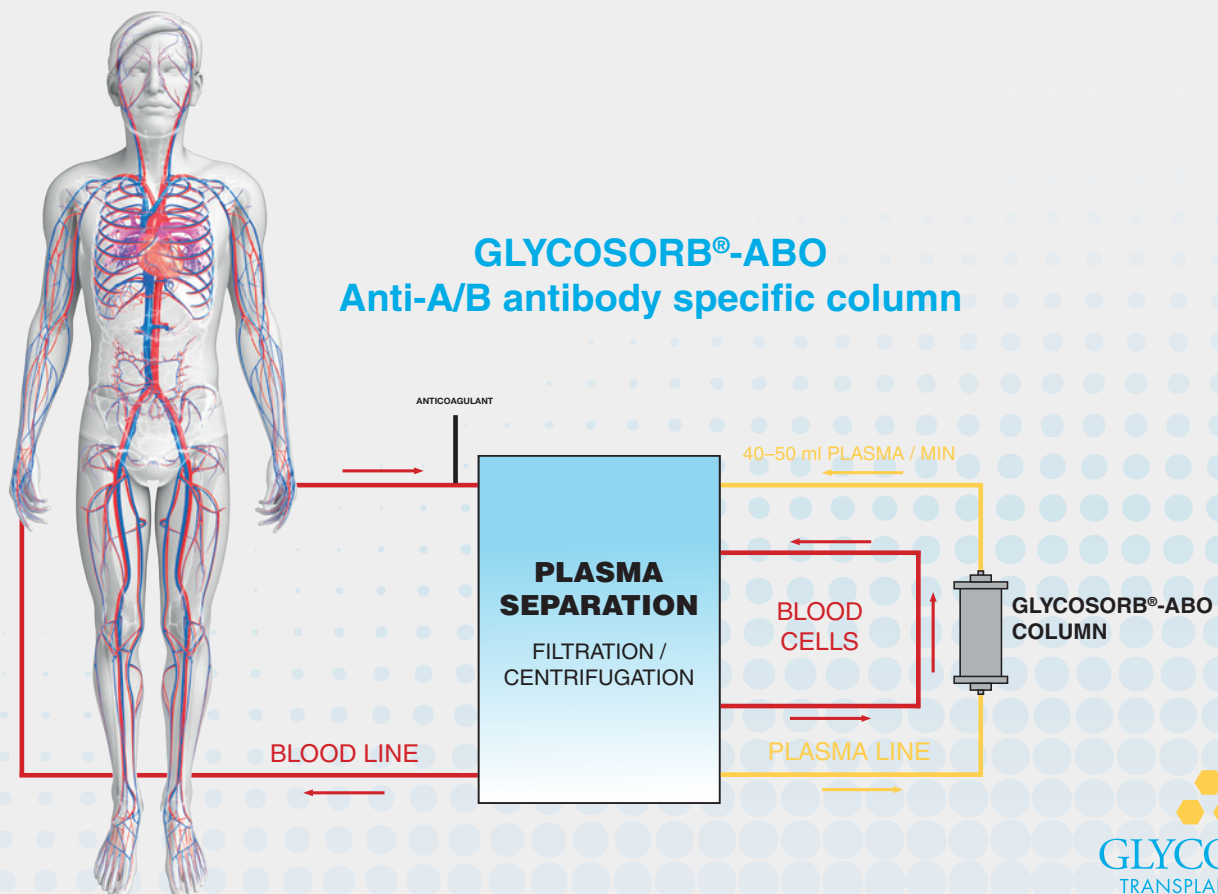 GLYCOSORB®-ABO
Anti-A/B antibody specific column
ANTICOAGULANT
40–50 ml PLASMA / MIN
PLASMA
SEPARATION
FILTRATION /
CENTRIFUGATION
BLOOD
CELLS
GLYCOSORB®-ABO
COLUMN
BLOOD LINE
PLASMA LINE